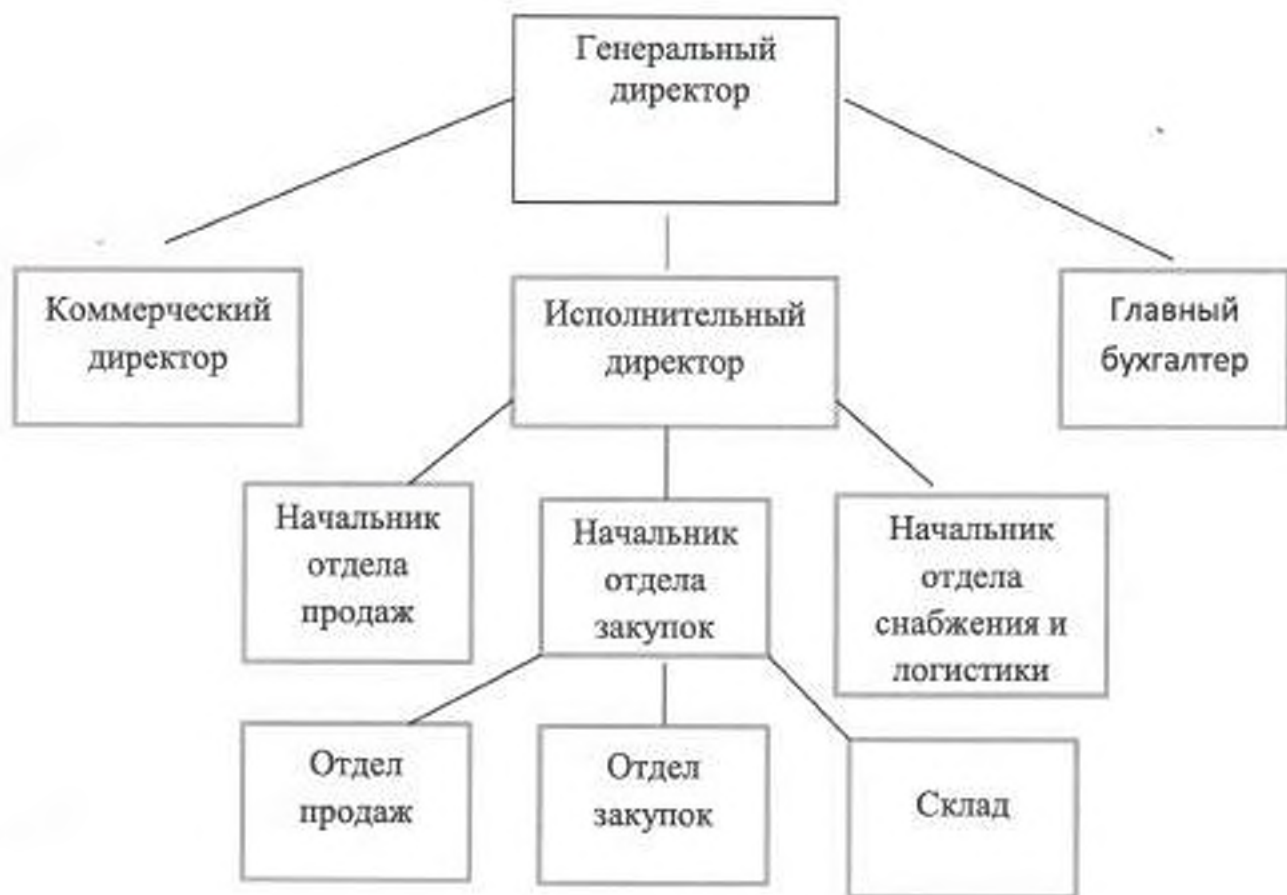 Генеральный
директор
Коммерческий
директор
Исполнительный
директор
Главный
бухгалтер
Начальник
отдела
продаж
Начальник
отдела
закупок
Начальник
отдела
снабжения и
логистики
Отдел
продаж
Отдел
закупок
Склад